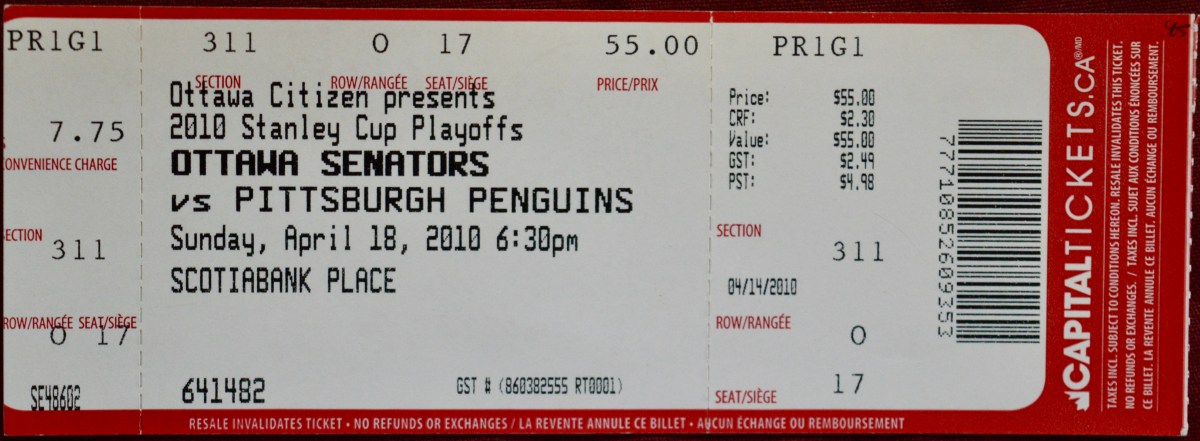 PR1G1
7.75
CONVENIENCE CHARGE
SECTION
311
ROW/RANGÉE SEAT/SIÈGE
O 17
SE48602
311 O 17 55.00
SECTION ROW/RANGÉE SEAT/SIÈGE PRICE/PRIX
Ottawa Citizen presents
2010 Stanley Cup Playoffs
OTTAWA SENATORS
vs PITTSBURGH PENGUINS
Sunday, April 18, 2010 6:30pm
SCOTIABANK PLACE
641482 GST # (860382555 RT0001)
PR1G1
Price: $55.00
CRF: $2.30
Value: $55.00
GST: $2.49
PST: $4.98
SECTION
311
04/14/2010
ROW/RANGÉE
O
SEAT/SIÈGE
17
77710852609353
CAPITALTICKETS.CA®/MD
TAXES INCL. SUBJECT TO CONDITIONS HEREON. RESALE INVALIDATES THIS TICKET.
NO REFUNDS OR EXCHANGES. / TAXES INCL. SUJET AUX CONDITIONS ÉNONCÉES SUR
CE BILLET. LA REVENTE ANNULE CE BILLET. AUCUN ÉCHANGE OU REMBOURSEMENT.
RESALE INVALIDATES TICKET • NO REFUNDS OR EXCHANGES / LA REVENTE ANNULE CE BILLET • AUCUN ÉCHANGE OU REMBOURSEMENT